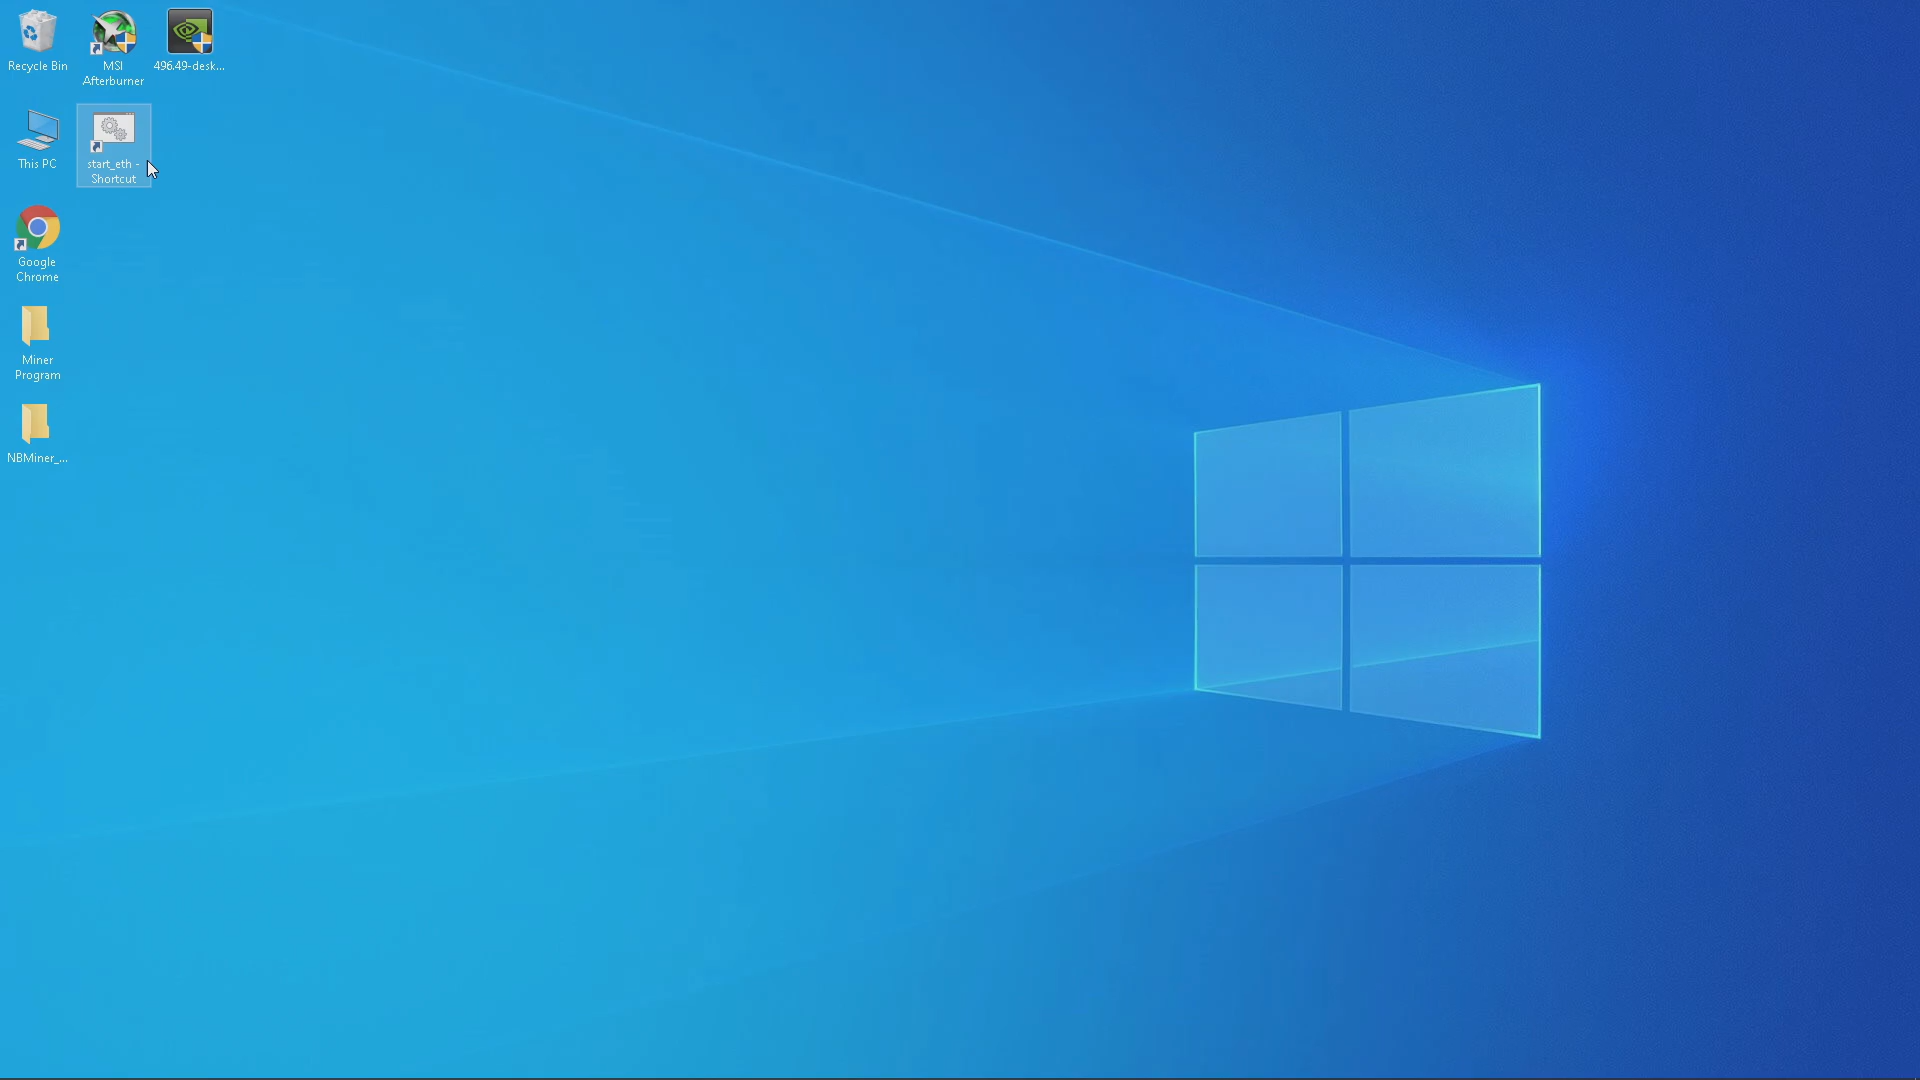 Recycle Bin
MSI
Afterburner
496.49-desk...
This PC
start_eth -
Shortcut
Google
Chrome
Miner
Program
NBMiner_...